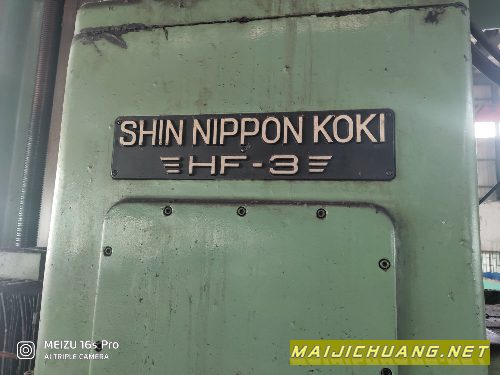 SHIN NIPPON KOKI
HF-3
MEIZU 16s Pro
AI TRIPLE CAMERA
MAIJICHUANG.NET